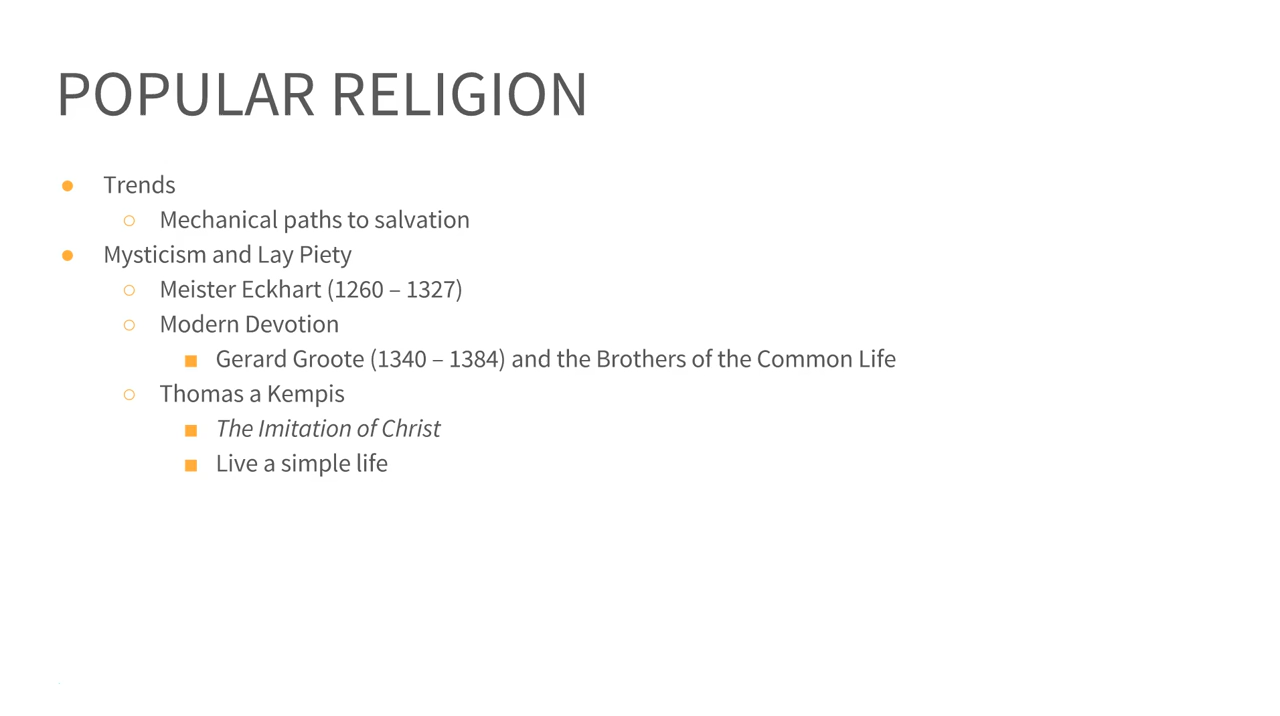 POPULAR RELIGION
● Trends
○ Mechanical paths to salvation
● Mysticism and Lay Piety
○ Meister Eckhart (1260 – 1327)
○ Modern Devotion
■ Gerard Groote (1340 – 1384) and the Brothers of the Common Life
○ Thomas a Kempis
■ The Imitation of Christ
■ Live a simple life